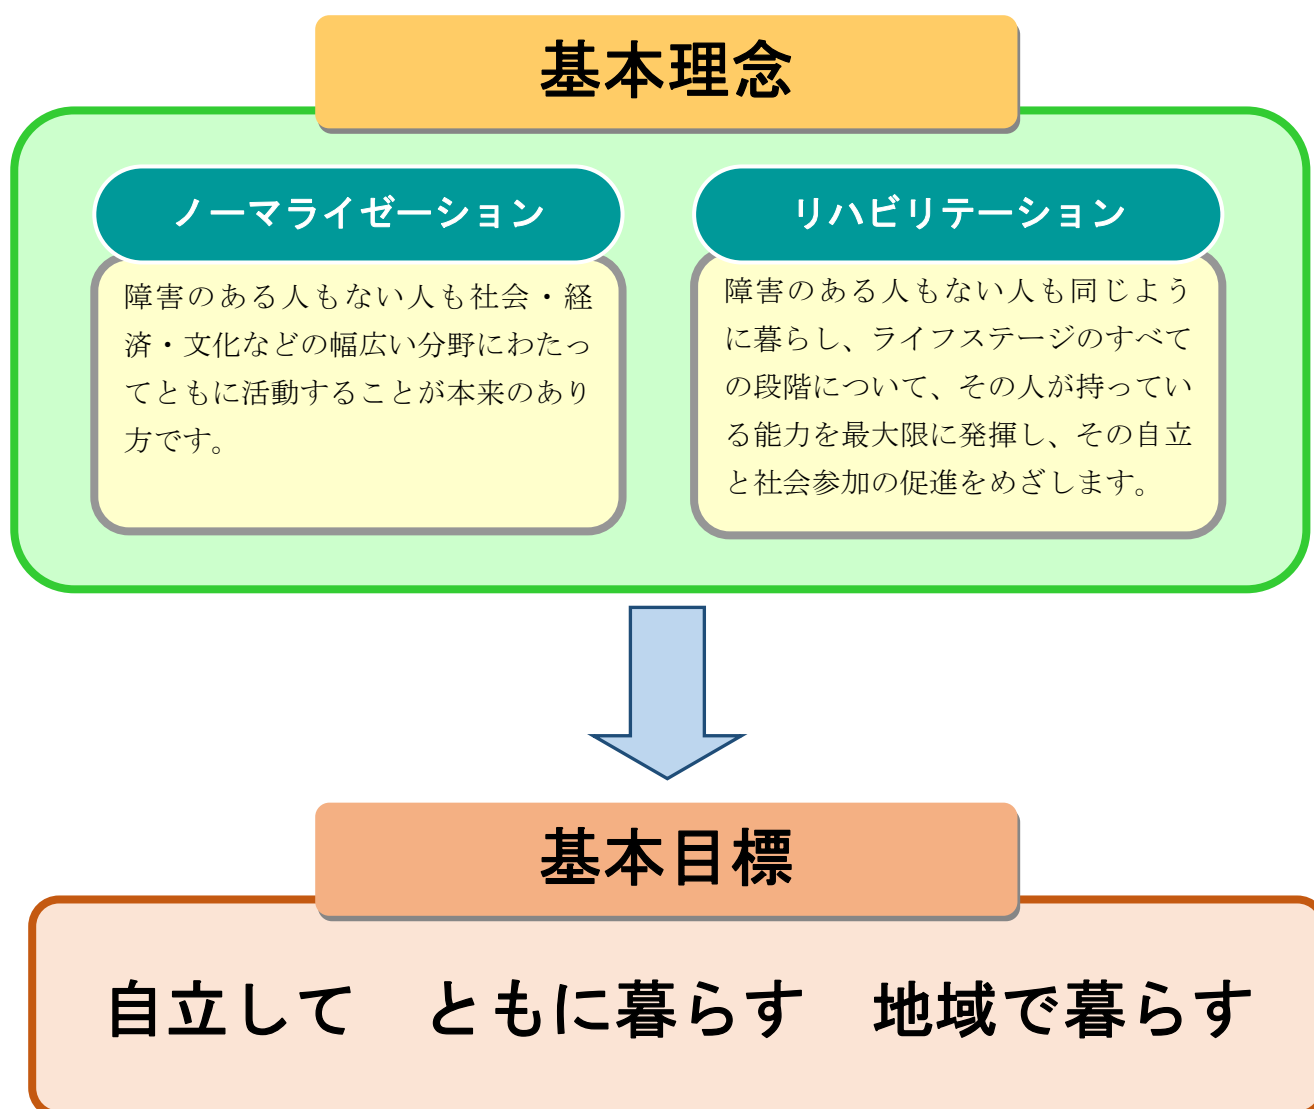 基本理念
ノーマライゼーション
障害のある人もない人も社会・経
済・文化などの幅広い分野にわたっ
てともに活動することが本来のあり
方です。
リハビリテーション
障害のある人もない人も同じよう
に暮らし、ライフステージのすべて
の段階について、その人が持ってい
る能力を最大限に発揮し、その自立
と社会参加の促進をめざします。
基本目標
自立して　ともに暮らす　地域で暮らす